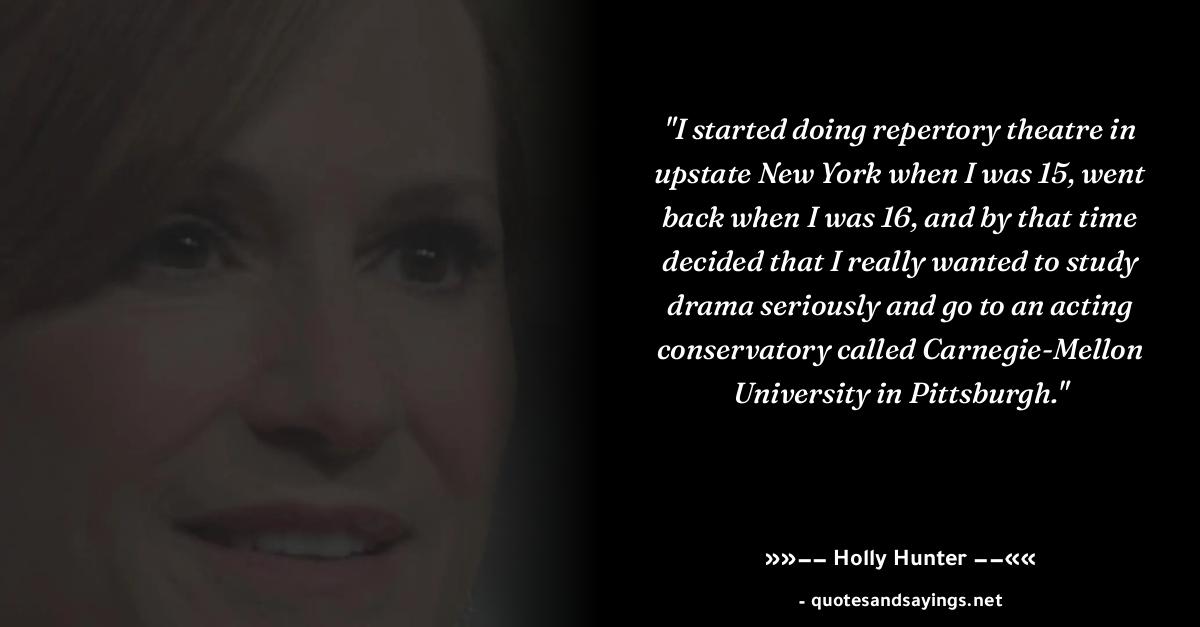 "I started doing repertory theatre in
upstate New York when I was 15, went
back when I was 16, and by that time
decided that I really wanted to study
drama seriously and go to an acting
conservatory called Carnegie-Mellon
University in Pittsburgh."
»»−− Holly Hunter −−««
- quotesandsayings.net